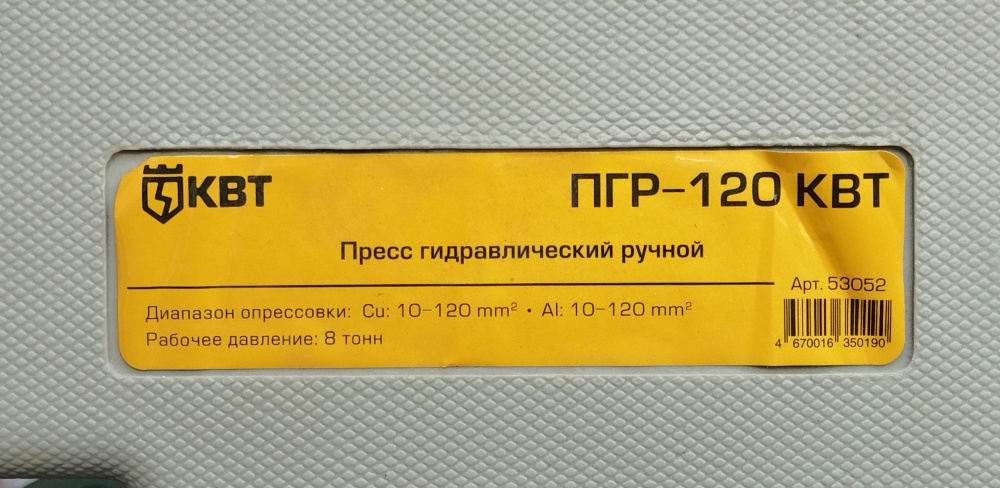 КВТ
ПГР-120 КВТ
Пресс гидравлический ручной
Арт. 53052
Диапазон опрессовки: Cu: 10-120 mm² • Al: 10-120 mm²
Рабочее давление: 8 тонн
4 670016 350190